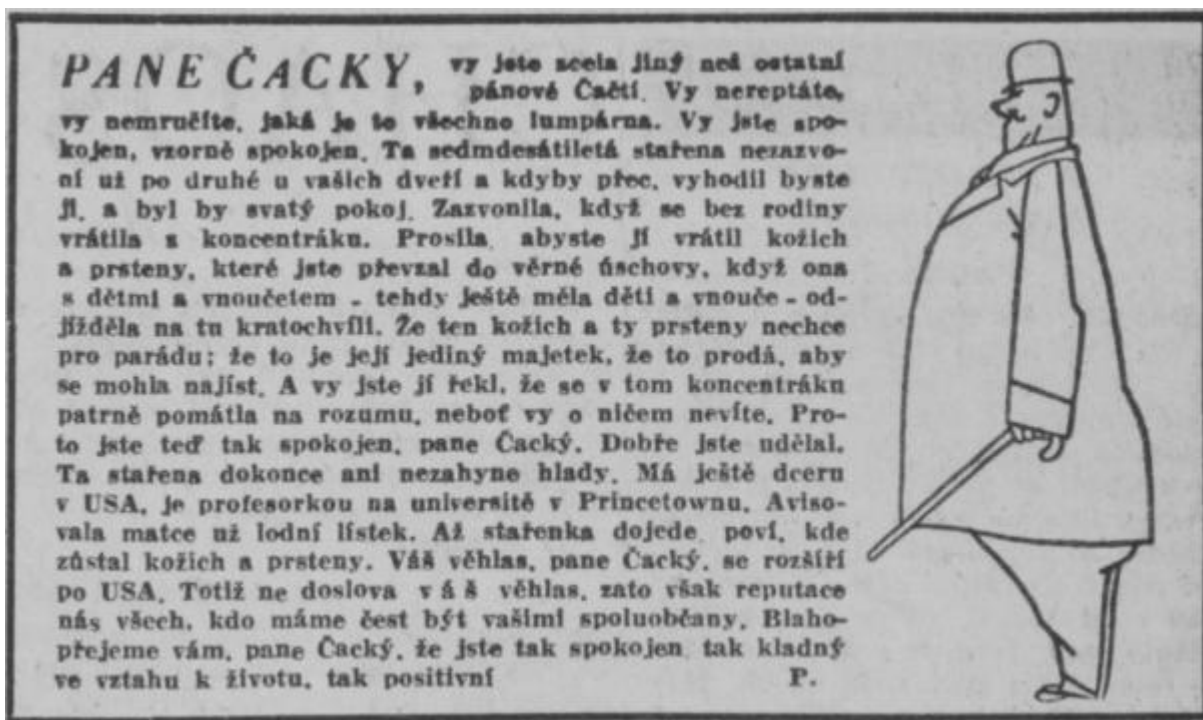 PANE ČACKY, vy jste zcela jiný než ostatní
pánové Čačtí. Vy nereptáte,
vy nemručíte, jaká je to všechno lumpárna. Vy jste spo-
kojen, vzorně spokojen. Ta sedmdesátiletá stařena nezazvo-
ní už po druhé u vašich dveří a kdyby přec, vyhodil byste
ji, a byl by svatý pokoj. Zazvonila, když se bez rodiny
vrátila z koncentráku. Prosila, abyste jí vrátil kožich
a prsteny, které jste převzal do věrné úschovy, když ona
s dětmi a vnoučetem - tehdy ještě měla děti a vnouče - od-
jížděla na tu kratochvíli. Že ten kožich a ty prsteny nechce
pro parádu; že to je její jediný majetek, že to prodá, aby
se mohla najíst. A vy jste jí řekl, že se v tom koncentráku
patrně pomátla na rozumu, neboť vy o ničem nevíte. Pro-
to jste teď tak spokojen, pane Čacký. Dobře jste udělal.
Ta stařena dokonce ani nezahyne hlady. Má ještě dceru
v USA, je profesorkou na universitě v Princetownu. Aviso-
vala matce už lodní lístek. Až stařenka dojede, poví, kde
zůstal kožich a prsteny. Váš věhlas, pane Čacký, se rozšíří
po USA. Totiž ne doslova v á š věhlas, zato však reputace
nás všech, kdo máme čest být vašimi spoluobčany. Blaho-
přejeme vám, pane Čacký, že jste tak spokojen, tak kladný
ve vztahu k životu, tak positivní P.